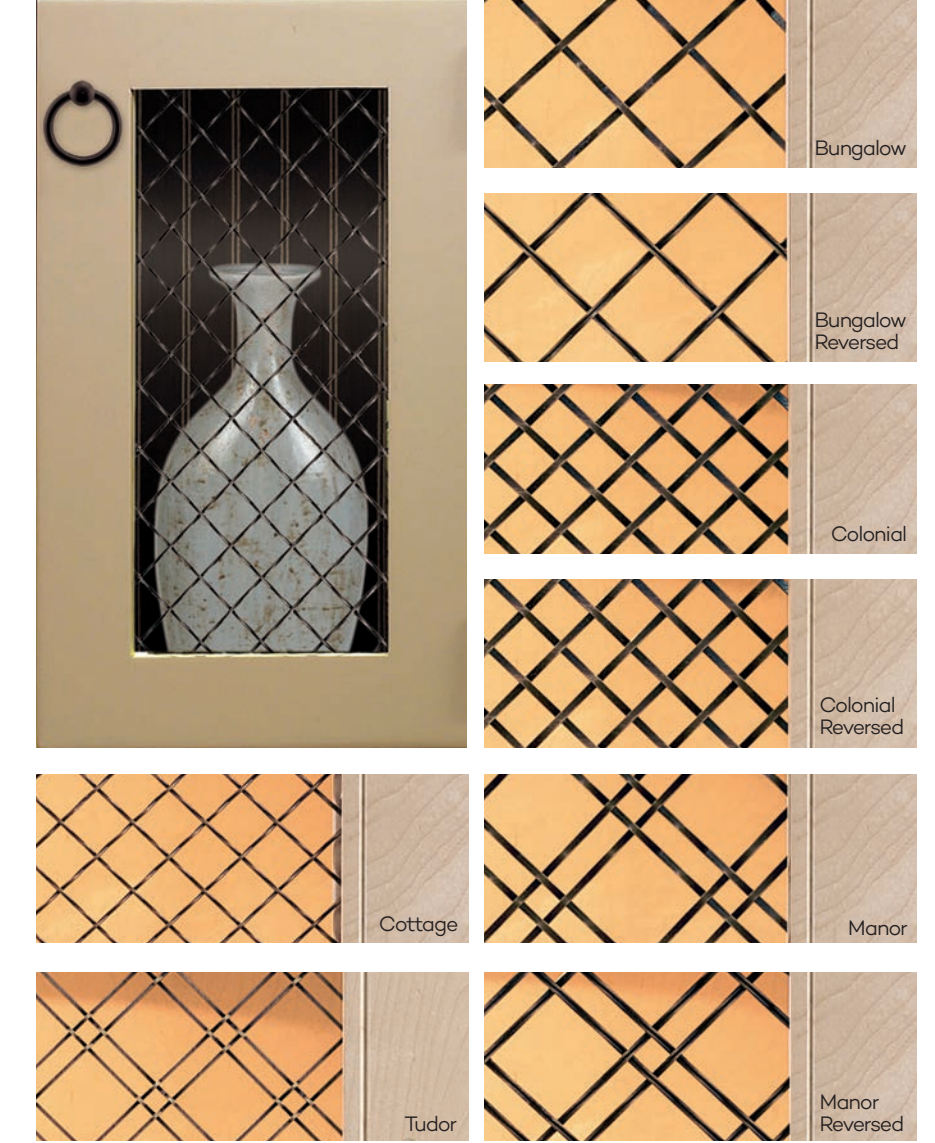 Bungalow
Bungalow
Reversed
Colonial
Colonial
Reversed
Cottage
Manor
Tudor
Manor
Reversed